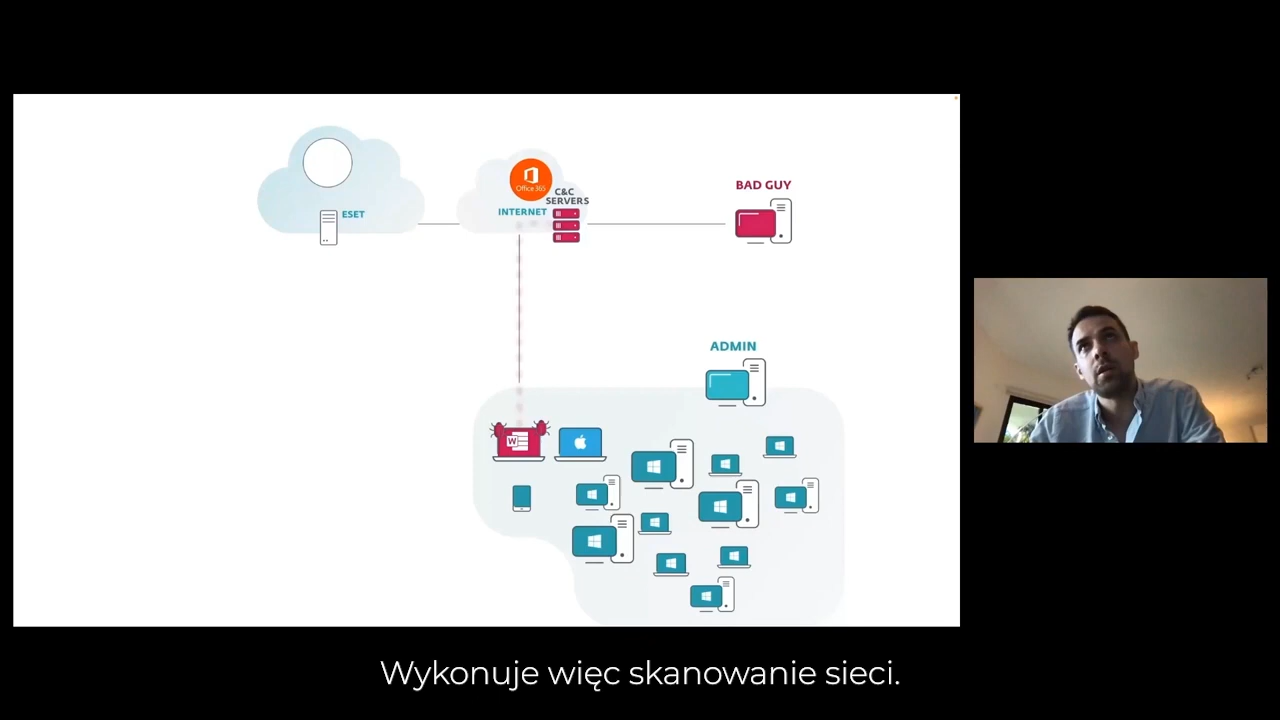 Office 365
C&C
SERVERS
INTERNET
ESET
BAD GUY
ADMIN
W
Wykonuje więc skanowanie sieci.